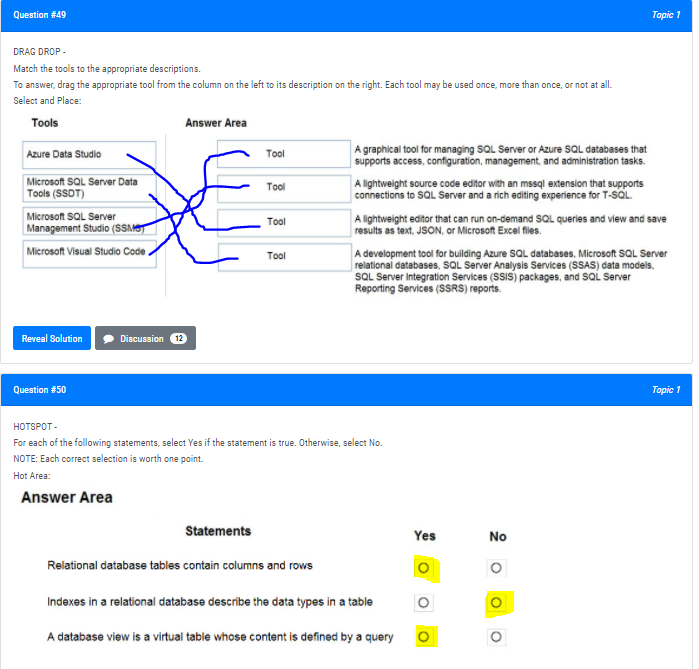 Question #49 Topic 1
DRAG DROP -
Match the tools to the appropriate descriptions.
To answer, drag the appropriate tool from the column on the left to its description on the right. Each tool may be used once, more than once, or not at all.
Select and Place:
Tools
Answer Area
Azure Data Studio
Microsoft SQL Server Data
Tools (SSDT)
Microsoft SQL Server
Management Studio (SSMS)
Microsoft Visual Studio Code
Tool
A graphical tool for managing SQL Server or Azure SQL databases that
supports access, configuration, management, and administration tasks.
Tool
A lightweight source code editor with an mssql extension that supports
connections to SQL Server and a rich editing experience for T-SQL.
Tool
A lightweight editor that can run on-demand SQL queries and view and save
results as text, JSON, or Microsoft Excel files.
Tool
A development tool for building Azure SQL databases, Microsoft SQL Server
relational databases, SQL Server Analysis Services (SSAS) data models,
SQL Server Integration Services (SSIS) packages, and SQL Server
Reporting Services (SSRS) reports.
Reveal Solution
Discussion 12
Question #50 Topic 1
HOTSPOT -
For each of the following statements, select Yes if the statement is true. Otherwise, select No.
NOTE: Each correct selection is worth one point.
Hot Area:
Answer Area
Statements Yes No
Relational database tables contain columns and rows
Indexes in a relational database describe the data types in a table
A database view is a virtual table whose content is defined by a query